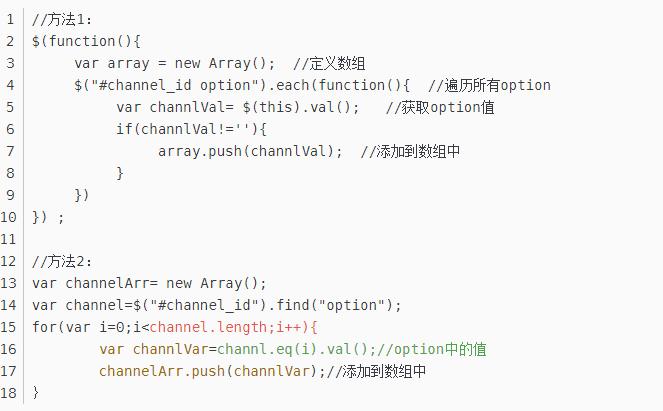 1 //方法1：
2 $(function(){
3 var array = new Array();  //定义数组
4 $("#channel_id option").each(function(){  //遍历所有option
5 var channlVal= $(this).val();   //获取option值
6 if(channlVal!=''){
7 array.push(channlVal);  //添加到数组中
8 }
9 })
10 }) ;
11
12 //方法2：
13 var channelArr= new Array();
14 var channel=$("#channel_id").find("option");
15 for(var i=0;i<channel.length;i++){
16 var channlVar=channl.eq(i).val();//option中的值
17 channelArr.push(channlVar);//添加到数组中
18 }